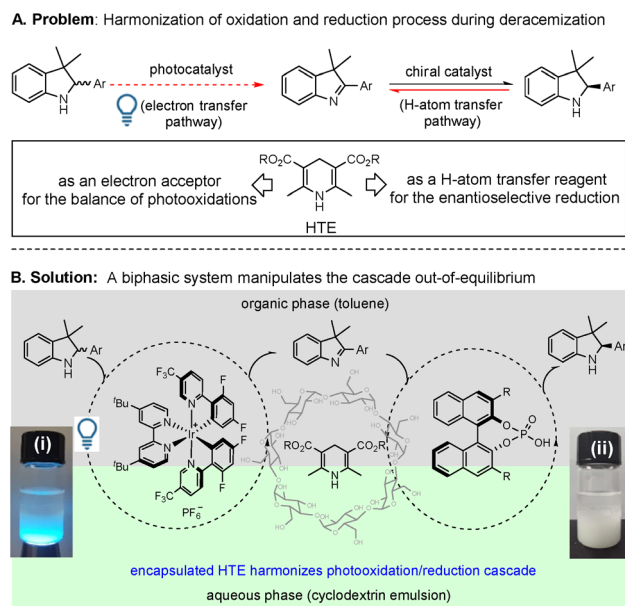 A. Problem: Harmonization of oxidation and reduction process during deracemization
photocatalyst
(electron transfer
pathway)
chiral catalyst
(H-atom transfer
pathway)
Ar
N
H
Ar
N
Ar
N
H
as an electron acceptor
for the balance of photooxidations
RO2C
CO2R
N
H
HTE
as a H-atom transfer reagent
for the enantioselective reduction
B. Solution: A biphasic system manipulates the cascade out-of-equilibrium
organic phase (toluene)
Ar
N
H
F3C
F
tBu
N
N
F
N
Ir
F
tBu
N
F
F3C
PF6−
Ar
N
RO2C
CO2R
N
H
R
O
O
P
OH
O
R
Ar
N
H
(i)
(ii)
encapsulated HTE harmonizes photooxidation/reduction cascade
aqueous phase (cyclodextrin emulsion)